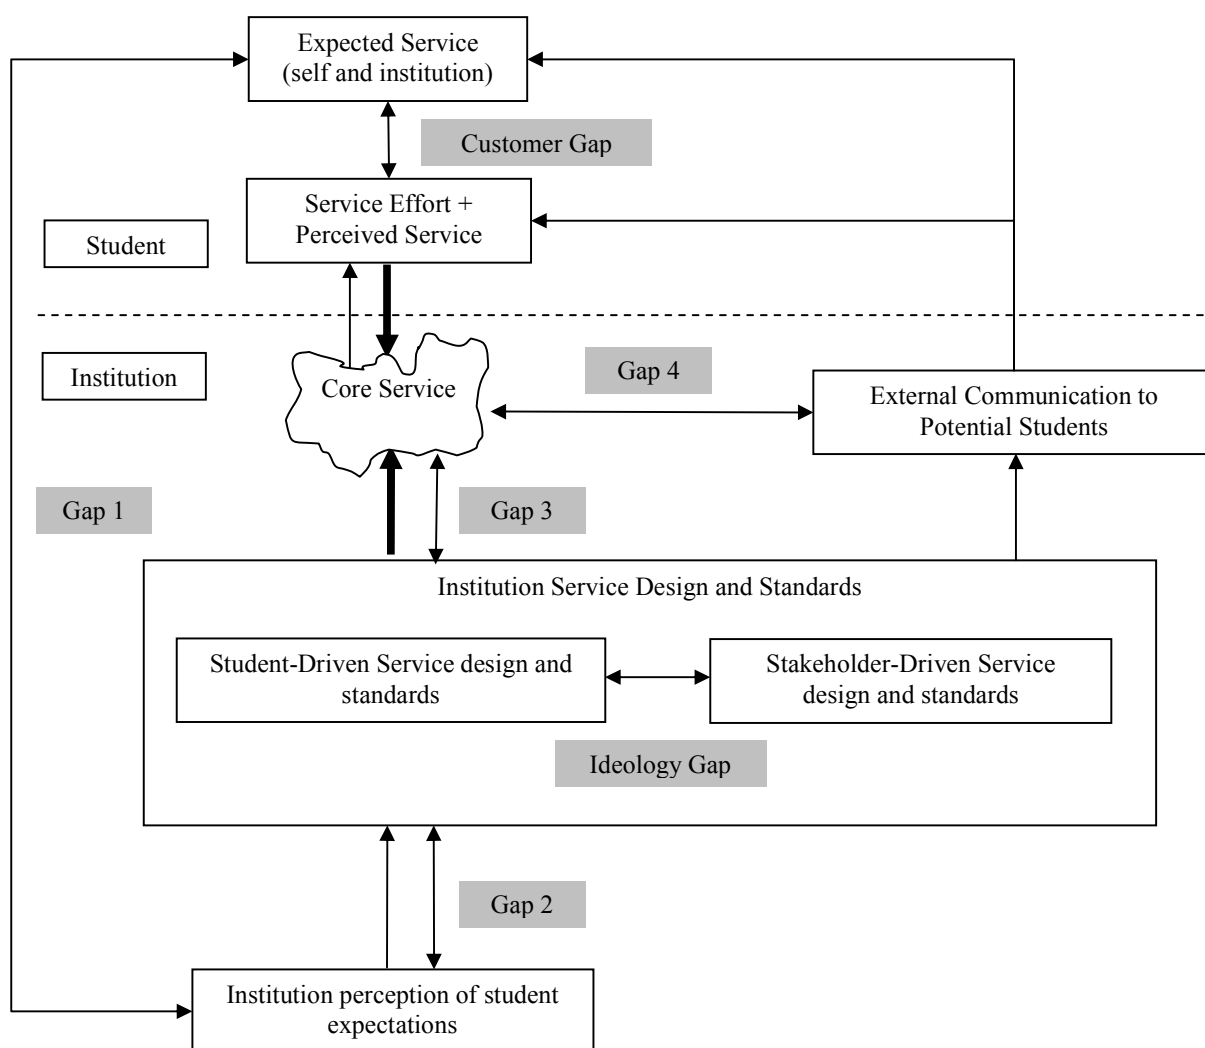 Expected Service
(self and institution)
Customer Gap
Service Effort +
Perceived Service
Student
Institution
Core Service
Gap 4
External Communication to
Potential Students
Gap 1
Gap 3
Institution Service Design and Standards
Student-Driven Service design and
standards
Stakeholder-Driven Service
design and standards
Ideology Gap
Gap 2
Institution perception of student
expectations